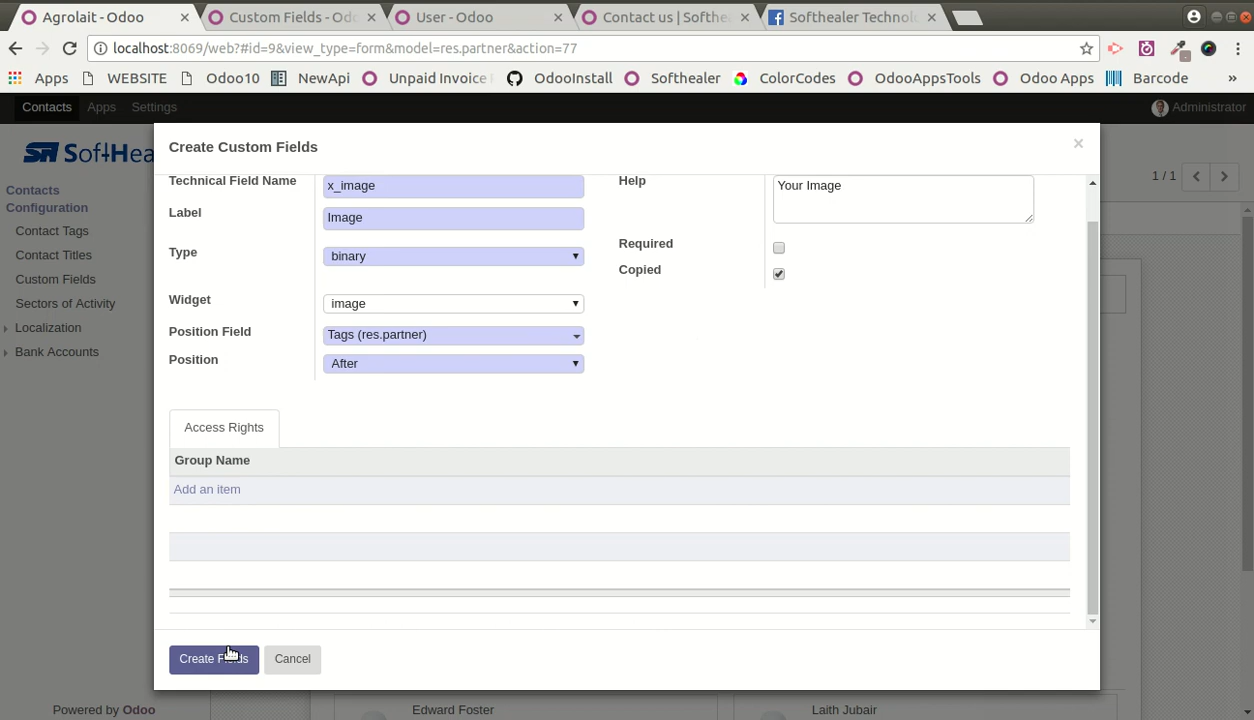 Agrolait - Odoo
Custom Fields - Od
User - Odoo
Contact us | Softhe
Softhealer Technol
localhost:8069/web?#id=9&view_type=form&model=res.partner&action=77
Apps WEBSITE Odoo10 NewApi Unpaid Invoice OdooInstall Softhealer ColorCodes OdooAppsTools Odoo Apps Barcode »
Contacts Apps Settings Administrator
Create Custom Fields ×
SoftHea
1 / 1
Contacts
Configuration
Contact Tags
Contact Titles
Custom Fields
Sectors of Activity
Localization
Bank Accounts
Technical Field Name x_image
Label Image
Type binary
Widget image
Position Field Tags (res.partner)
Position After
Help Your Image
Required
Copied
Access Rights
Group Name
Add an item
Create Fields Cancel
Powered by Odoo
Edward Foster
Laith Jubair